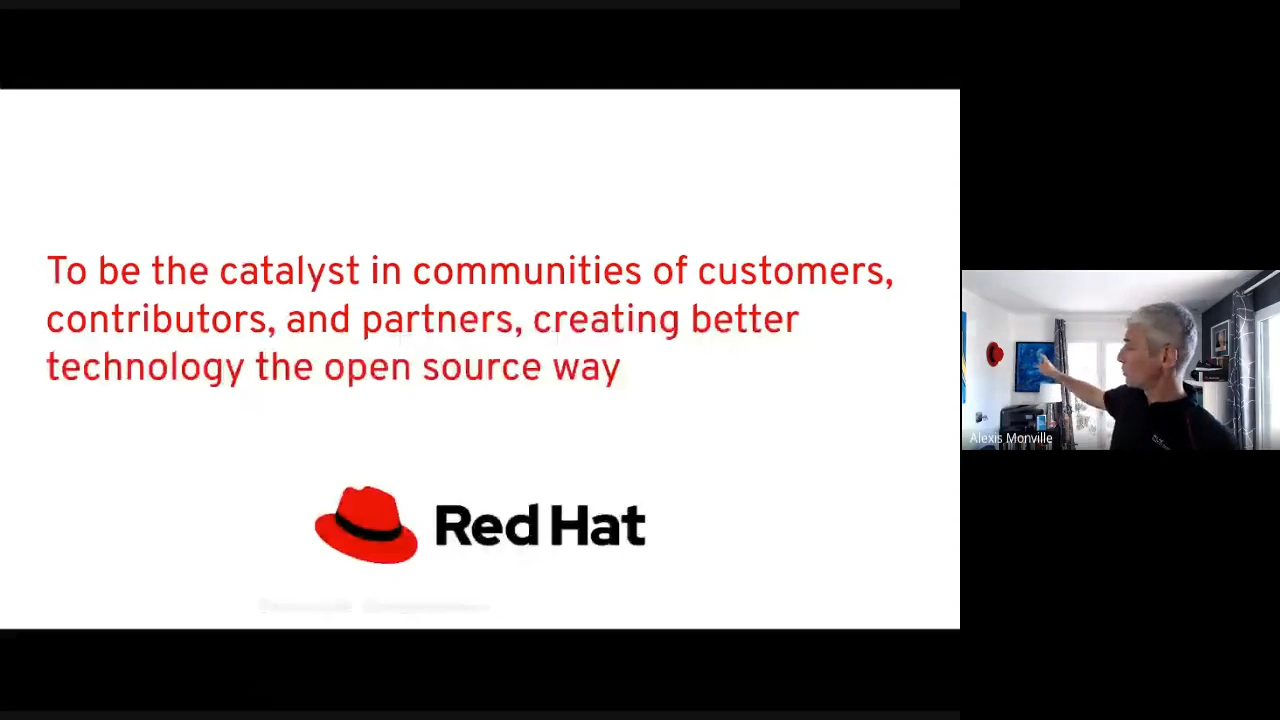 To be the catalyst in communities of customers,
contributors, and partners, creating better
technology the open source way
Red Hat
Alexis Monville